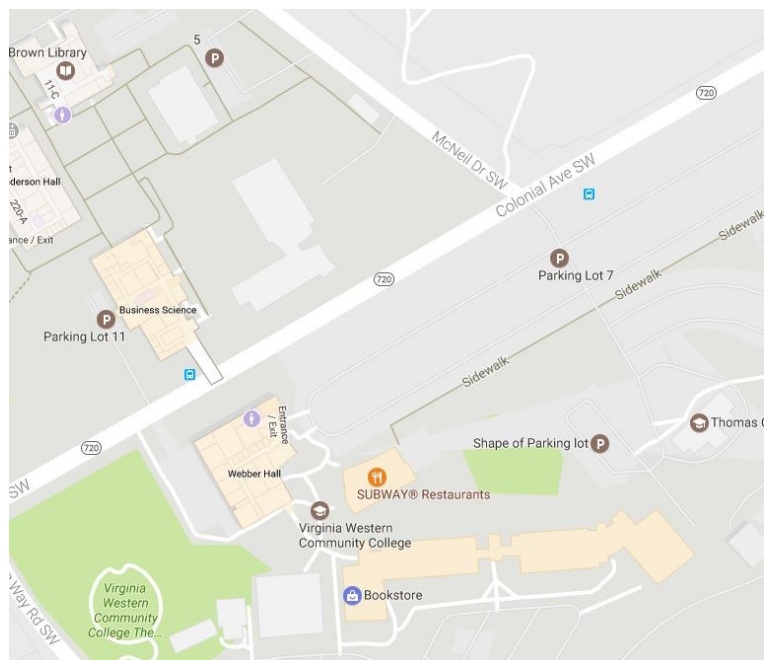 5
Brown Library
11-C
McNeil Dr SW
720
Colonial Ave SW
derson Hall
220-A
ance / Exit
Sidewalk
Parking Lot 7
Sidewalk
720
Business Science
Parking Lot 11
Sidewalk
Entrance
/ Exit
Thomas
Shape of Parking lot
720
Webber Hall
SW
SUBWAY® Restaurants
Virginia Western
Community College
Virginia
Western
Community
College The...
Way Rd SW
Bookstore